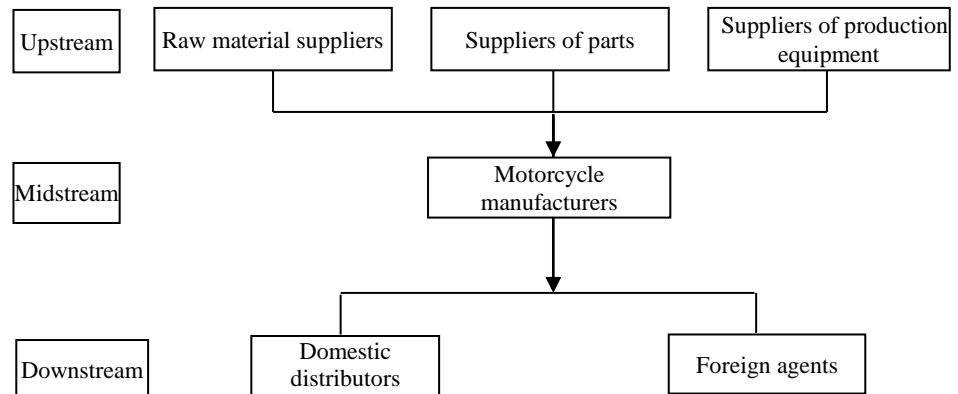 Upstream
Raw material suppliers
Suppliers of parts
Suppliers of production
equipment
Midstream
Motorcycle
manufacturers
Downstream
Domestic
distributors
Foreign agents